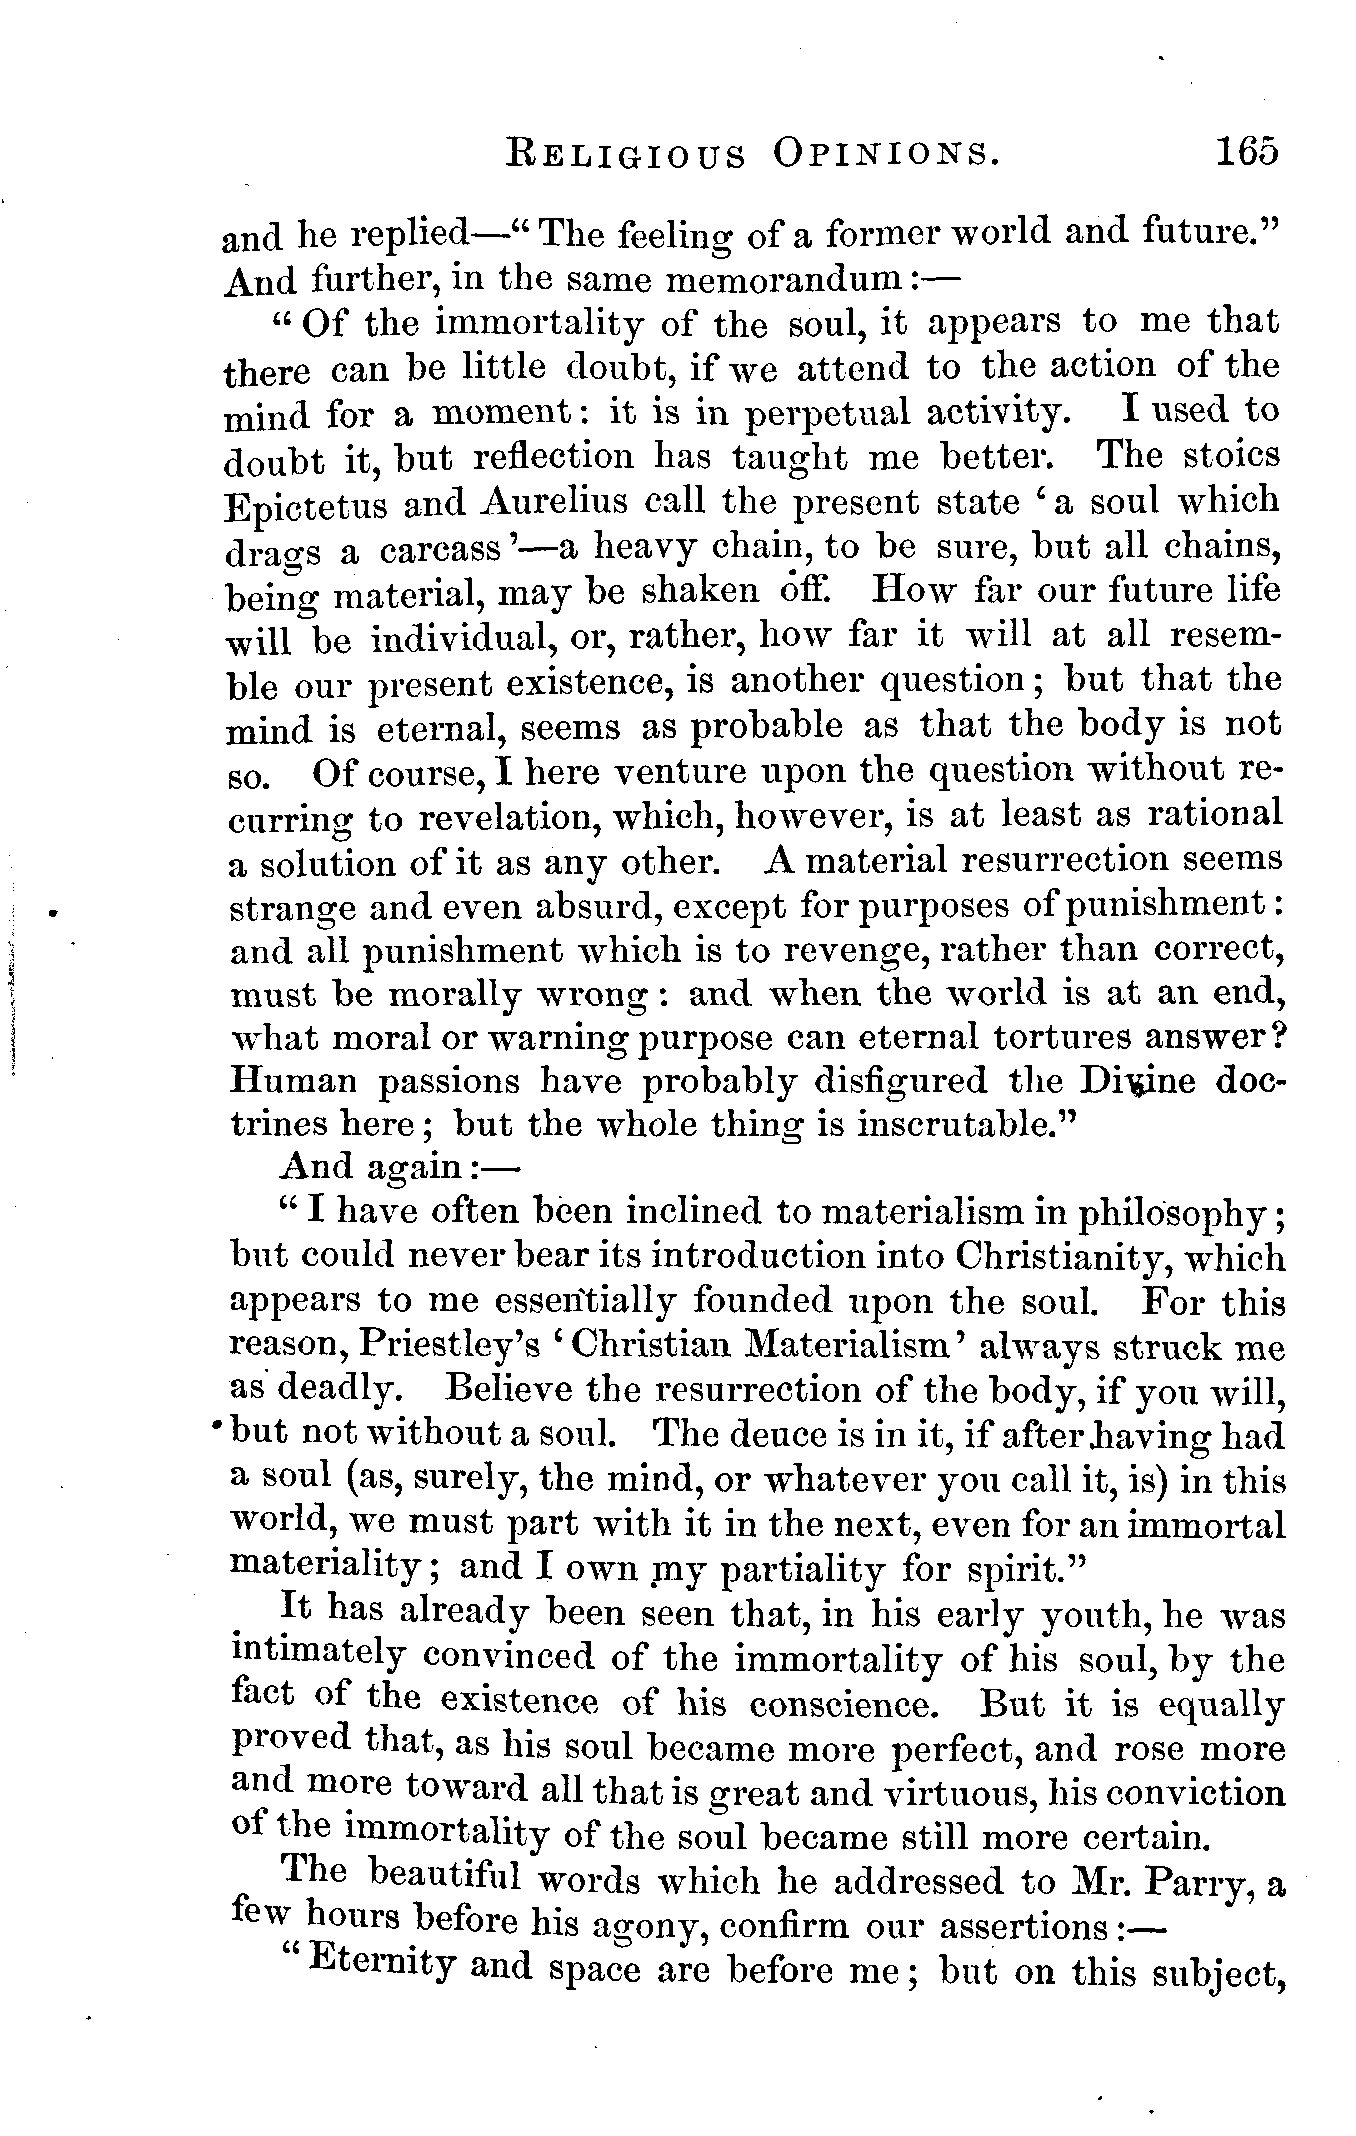 RELIGIOUS OPINIONS. 165
and he replied—“ The feeling of a former world and future.”
And further, in the same memorandum :—
“ Of the immortality of the soul, it appears to me that
there can be little doubt, if we attend to the action of the
mind for a moment : it is in perpetual activity. I used to
doubt it, but reflection has taught me better. The stoics
Epictetus and Aurelius call the present state ‘ a soul which
drags a carcass ’—a heavy chain, to be sure, but all chains,
being material, may be shaken off. How far our future life
will be individual, or, rather, how far it will at all resem-
ble our present existence, is another question ; but that the
mind is eternal, seems as probable as that the body is not
so. Of course, I here venture upon the question without re-
curring to revelation, which, however, is at least as rational
a solution of it as any other. A material resurrection seems
strange and even absurd, except for purposes of punishment :
and all punishment which is to revenge, rather than correct,
must be morally wrong : and when the world is at an end,
what moral or warning purpose can eternal tortures answer?
Human passions have probably disfigured the Divine doc-
trines here ; but the whole thing is inscrutable.”
And again :—
“ I have often been inclined to materialism in philosophy ;
but could never bear its introduction into Christianity, which
appears to me essentially founded upon the soul. For this
reason, Priestley’s ‘ Christian Materialism ’ always struck me
as deadly. Believe the resurrection of the body, if you will,
but not without a soul. The deuce is in it, if after having had
a soul (as, surely, the mind, or whatever you call it, is) in this
world, we must part with it in the next, even for an immortal
materiality ; and I own my partiality for spirit.”
It has already been seen that, in his early youth, he was
intimately convinced of the immortality of his soul, by the
fact of the existence of his conscience. But it is equally
proved that, as his soul became more perfect, and rose more
and more toward all that is great and virtuous, his conviction
of the immortality of the soul became still more certain.
The beautiful words which he addressed to Mr. Parry, a
few hours before his agony, confirm our assertions :—
“ Eternity and space are before me ; but on this subject,